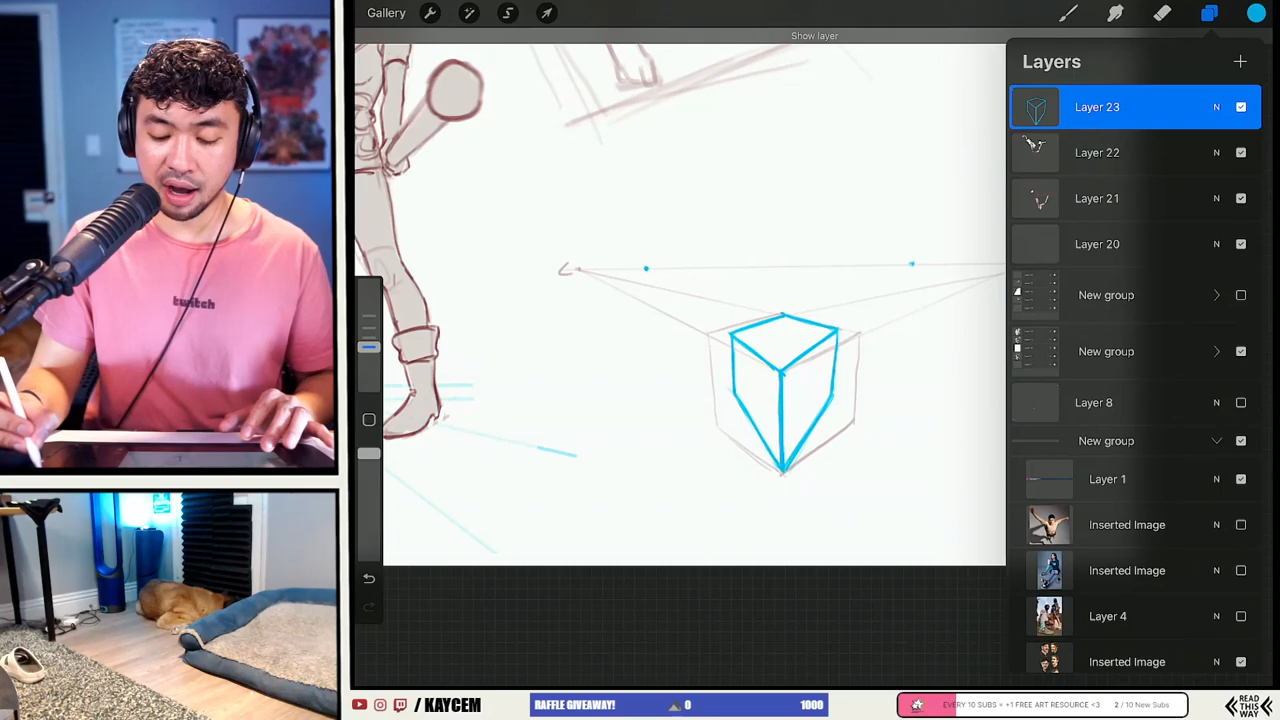 Gallery
Show layer
Layers
Layer 23 N
Layer 22 N
Layer 21 N
Layer 20 N
New group
New group
Layer 8 N
New group
Layer 1 N
Inserted Image N
Inserted Image N
Layer 4 N
Inserted Image N
twitch
/ KAYCEM
RAFFLE GIVEAWAY! 0 1000
EVERY 10 SUBS = +1 FREE ART RESOURCE <3 2 / 10 New Subs
READ
THIS
WAY